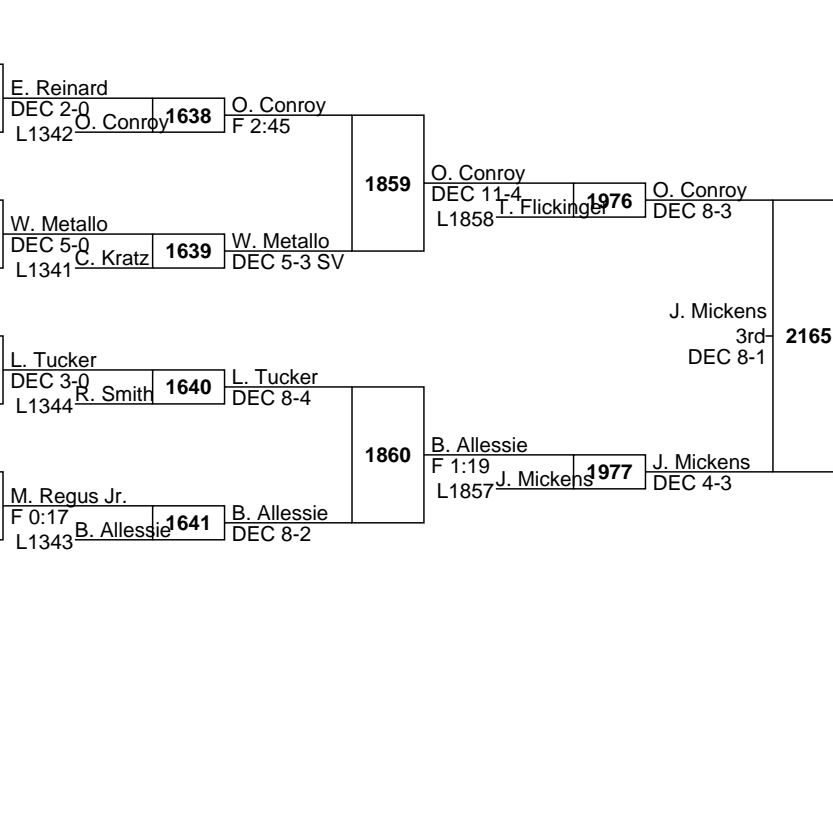 E. Reinard
DEC 2-0
O. Conroy
L1342
1638
O. Conroy
F 2:45
W. Metallo
DEC 5-0
C. Kratz
L1341
1639
W. Metallo
DEC 5-3 SV
1859
O. Conroy
DEC 11-4
T. Flickinger
L1858
1976
O. Conroy
DEC 8-3
L. Tucker
DEC 3-0
R. Smith
L1344
1640
L. Tucker
DEC 8-4
M. Regus Jr.
F 0:17
B. Allessie
L1343
1641
B. Allessie
DEC 8-2
1860
B. Allessie
F 1:19
J. Mickens
L1857
1977
J. Mickens
DEC 4-3
J. Mickens
3rd
DEC 8-1
2165